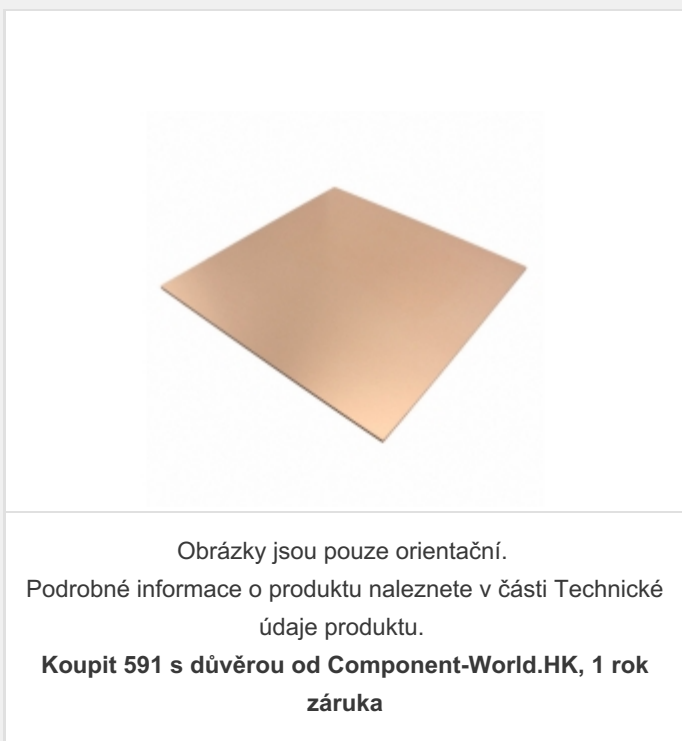 Obrázky jsou pouze orientační.
Podrobné informace o produktu naleznete v části Technické
údaje produktu.
Koupit 591 s důvěrou od Component-World.HK, 1 rok
záruka